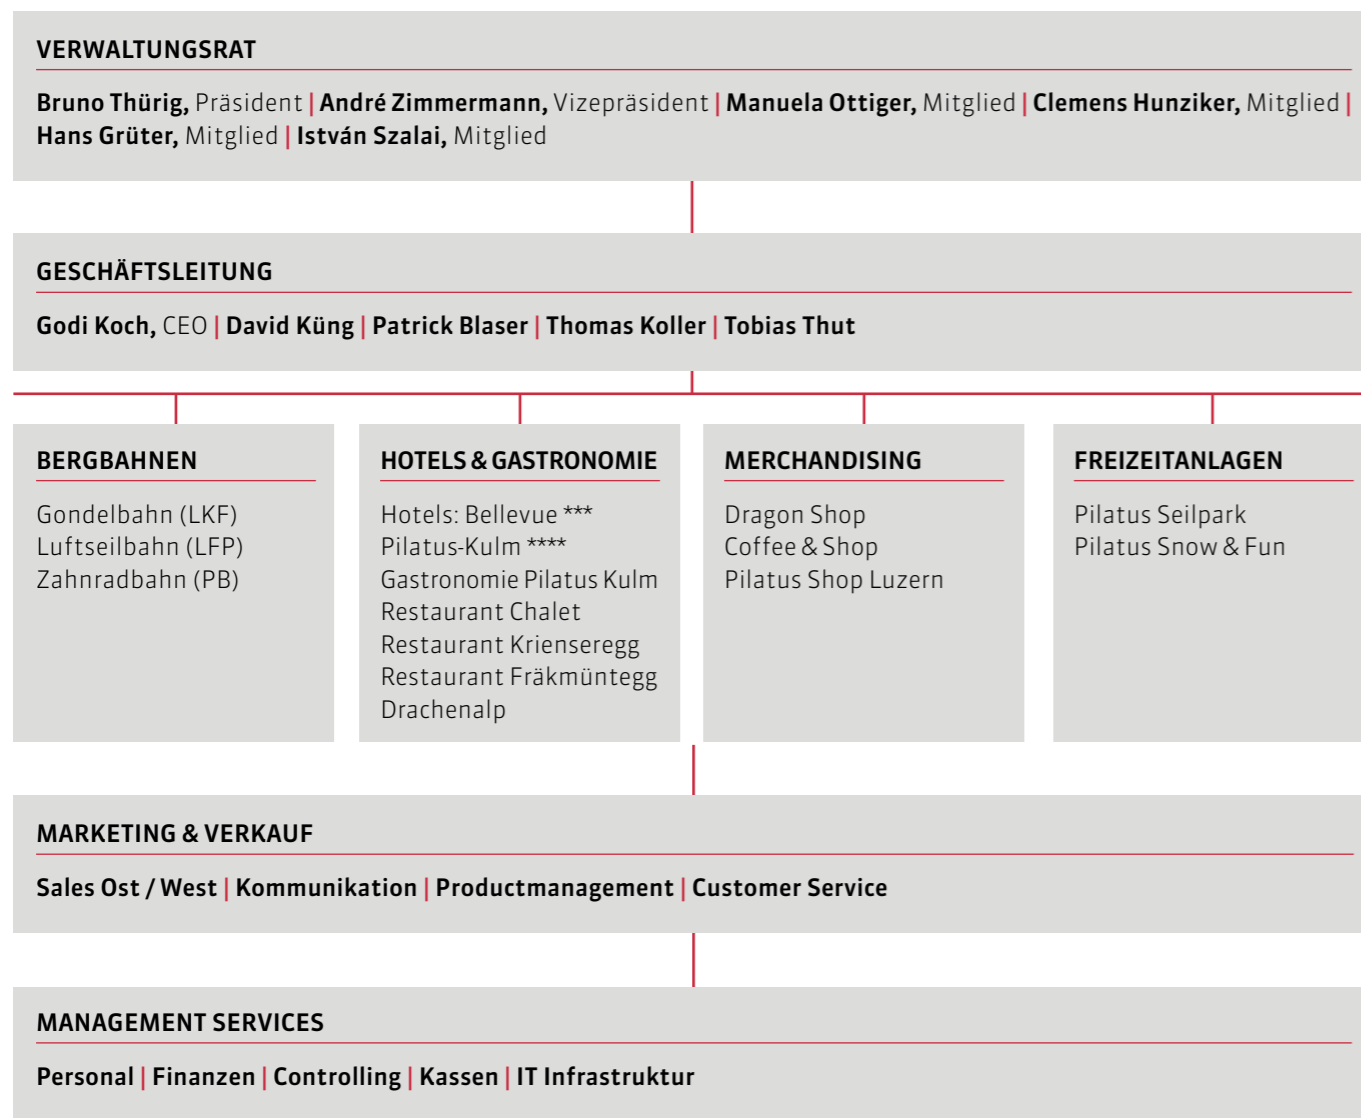 VERWALTUNGSRAT
Bruno Thürig, Präsident | André Zimmermann, Vizepräsident | Manuela Ottiger, Mitglied | Clemens Hunziker, Mitglied |
Hans Grüter, Mitglied | István Szalai, Mitglied
GESCHÄFTSLEITUNG
Godi Koch, CEO | David Küng | Patrick Blaser | Thomas Koller | Tobias Thut
BERGBAHNEN
Gondelbahn (LKF)
Luftseilbahn (LFP)
Zahnradbahn (PB)
HOTELS & GASTRONOMIE
Hotels: Bellevue ***
Pilatus-Kulm ****
Gastronomie Pilatus Kulm
Restaurant Chalet
Restaurant Krienseregg
Restaurant Fräkmüntegg
Drachenalp
MERCHANDISING
Dragon Shop
Coffee & Shop
Pilatus Shop Luzern
FREIZEITANLAGEN
Pilatus Seilpark
Pilatus Snow & Fun
MARKETING & VERKAUF
Sales Ost / West | Kommunikation | Productmanagement | Customer Service
MANAGEMENT SERVICES
Personal | Finanzen | Controlling | Kassen | IT Infrastruktur